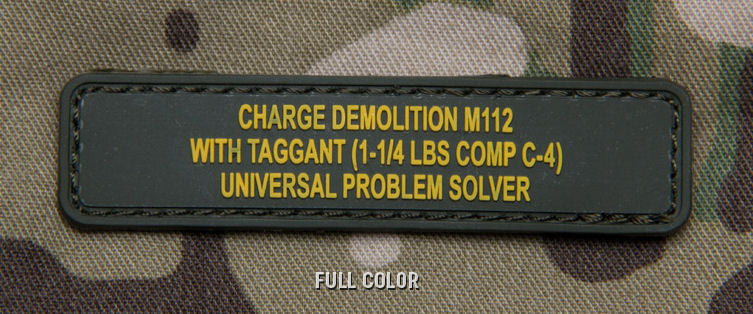 CHARGE DEMOLITION M112
WITH TAGGANT (1-1/4 LBS COMP C-4)
UNIVERSAL PROBLEM SOLVER
FULL COLOR